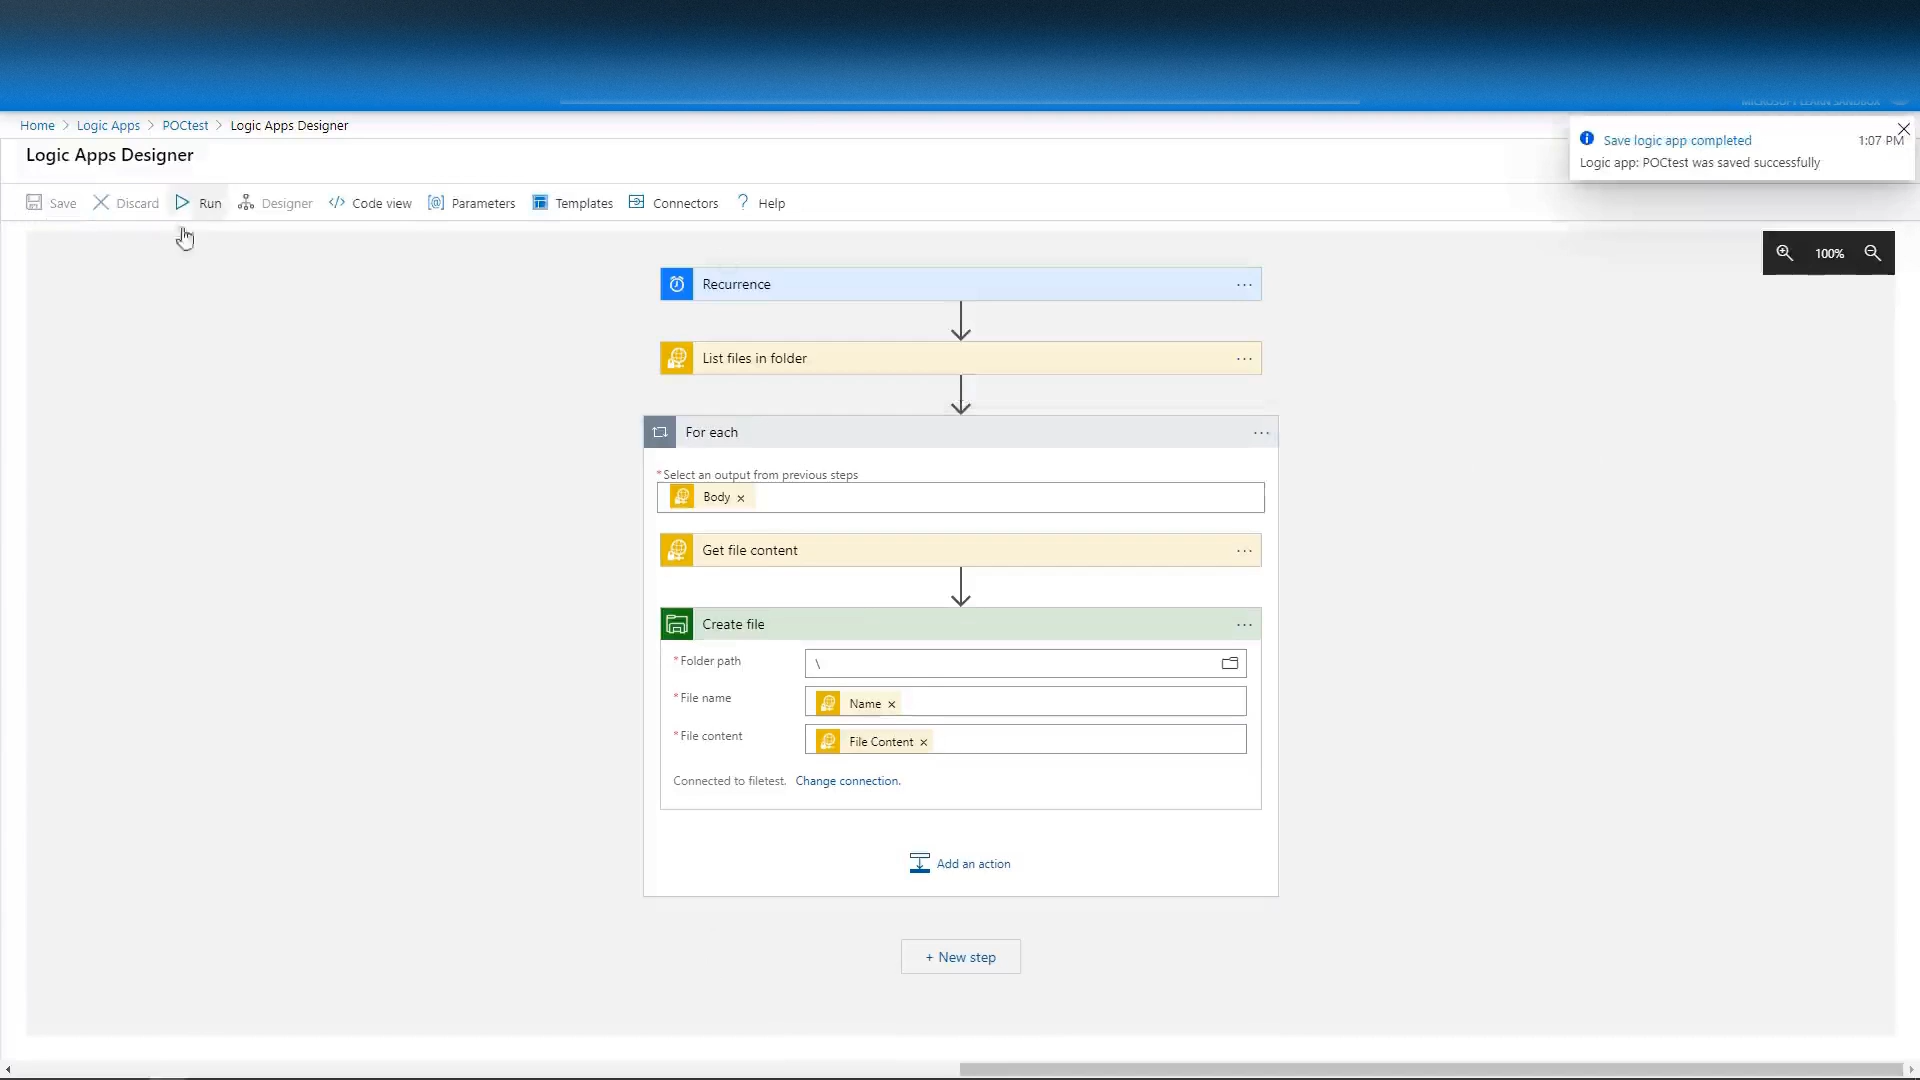 MICROSOFT LEARN SANDBOX
Home > Logic Apps > POCtest > Logic Apps Designer
Logic Apps Designer
Save logic app completed 1:07 PM
Logic app: POCtest was saved successfully
Save Discard Run Designer </> Code view [@] Parameters Templates Connectors ? Help
100%
Recurrence ...
List files in folder ...
For each ...
*Select an output from previous steps
Body ×
Get file content ...
Create file ...
*Folder path \
*File name Name ×
*File content File Content ×
Connected to filetest. Change connection.
Add an action
+ New step